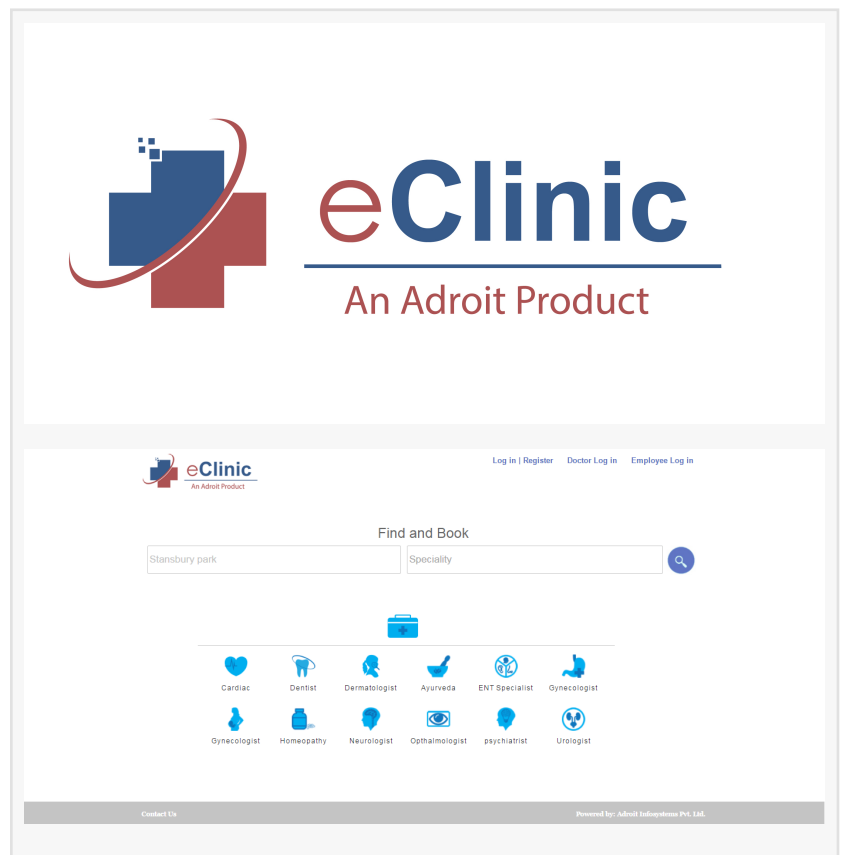 eClinic
An Adroit Product
eClinic
An Adroit Product
Log in | Register Doctor Log in Employee Log in
Find and Book
Stansbury park Speciality
Cardiac Dentist Dermatologist Ayurveda ENT Specialist Gynecologist
Gynecologist Homeopathy Neurologist Opthalmologist psychiatrist Urologist
Contact Us Powered by: Adroit Infosystems Pvt. Ltd.